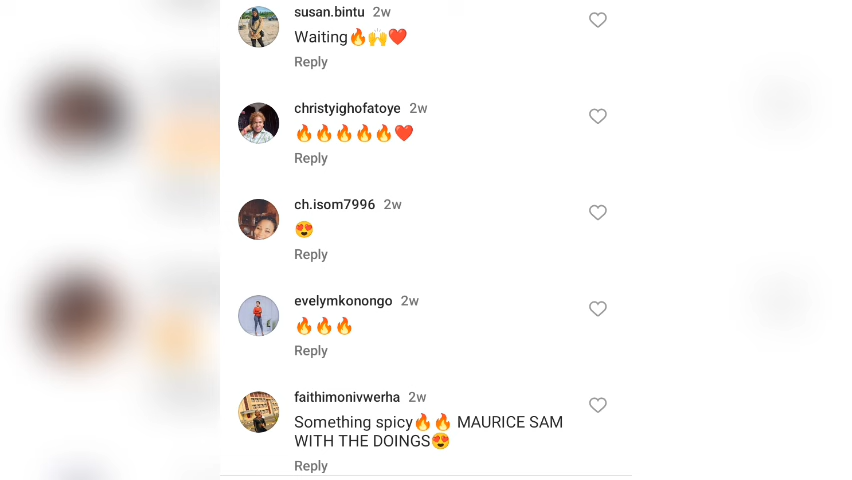 susan.bintu 2w
Waiting🔥🙌❤️
Reply
christyighofatoye 2w
🔥🔥🔥🔥🔥❤️
Reply
ch.isom7996 2w
😍
Reply
evelymkonongo 2w
🔥🔥🔥
Reply
faithimonivwerha 2w
Something spicy🔥🔥 MAURICE SAM
WITH THE DOINGS😍
Reply